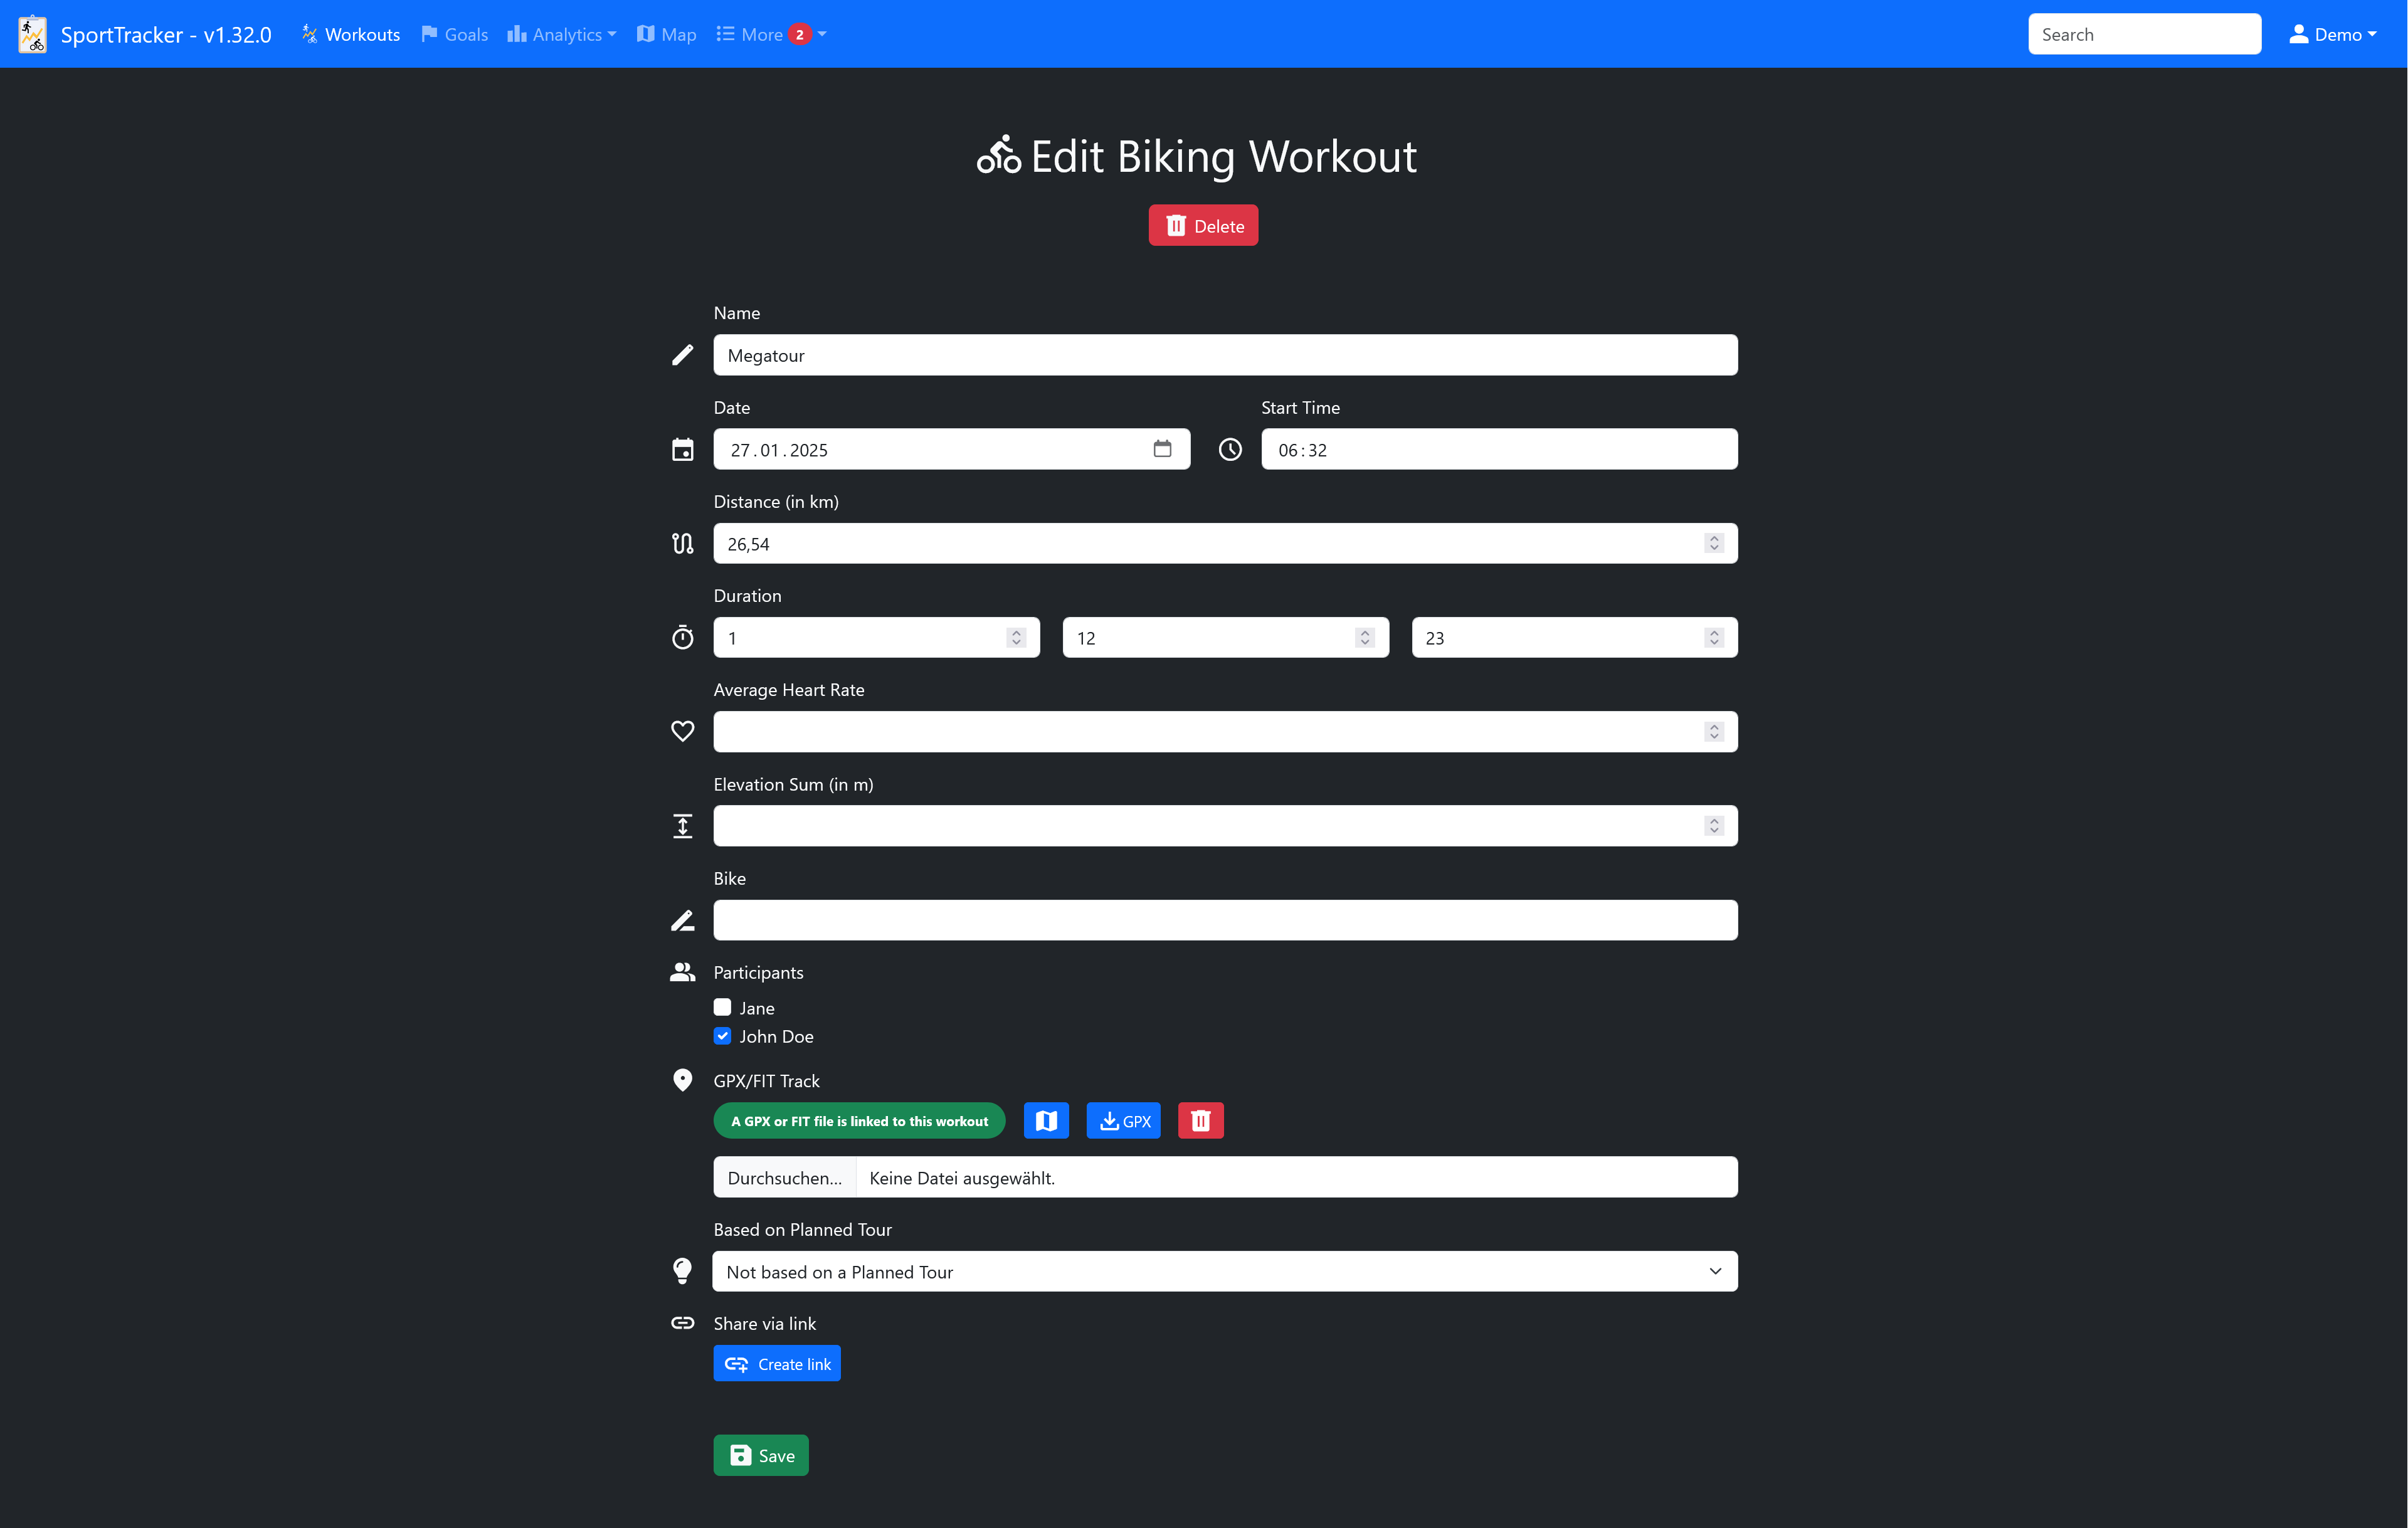 SportTracker - v1.32.0 Workouts Goals Analytics Map More 2 Search Demo
Edit Biking Workout
Delete
Name
Megatour
Date Start Time
27.01.2025 06:32
Distance (in km)
26,54
Duration
1 12 23
Average Heart Rate
Elevation Sum (in m)
Bike
Participants
Jane
John Doe
GPX/FIT Track
A GPX or FIT file is linked to this workout GPX
Durchsuchen... Keine Datei ausgewählt.
Based on Planned Tour
Not based on a Planned Tour
Share via link
Create link
Save